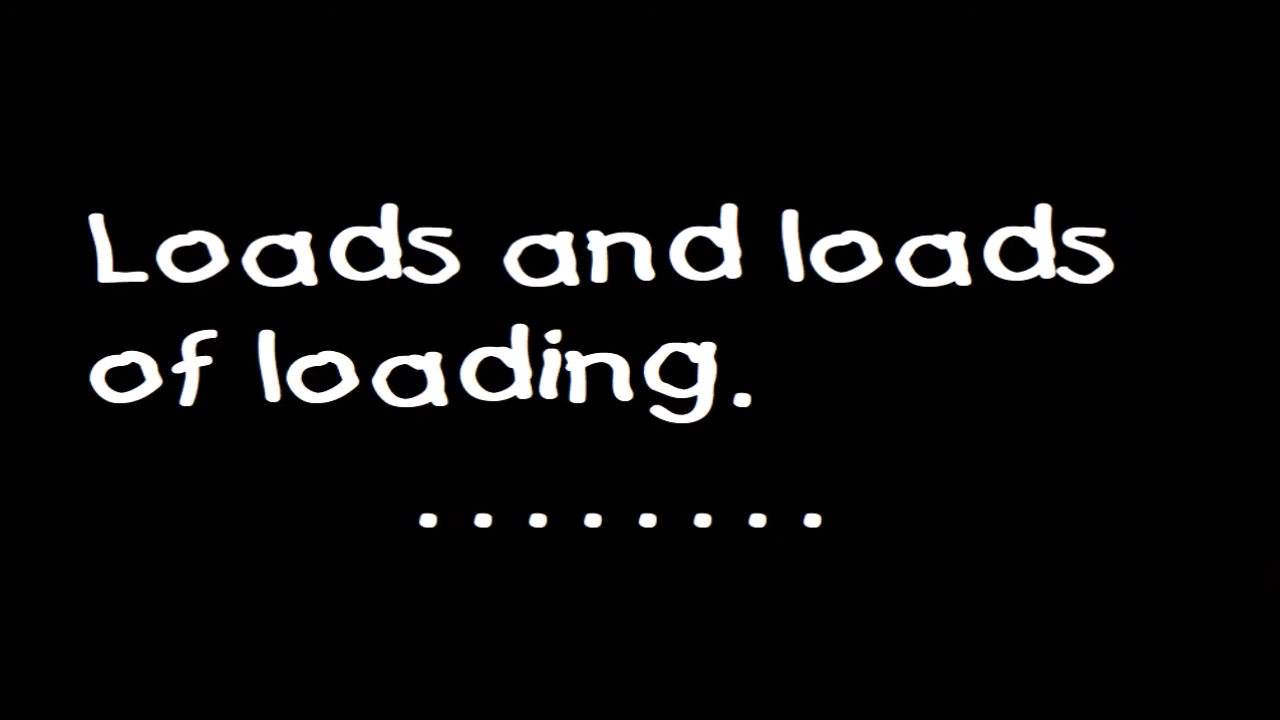 Loads and loads
of loading.
. . . . . . . .